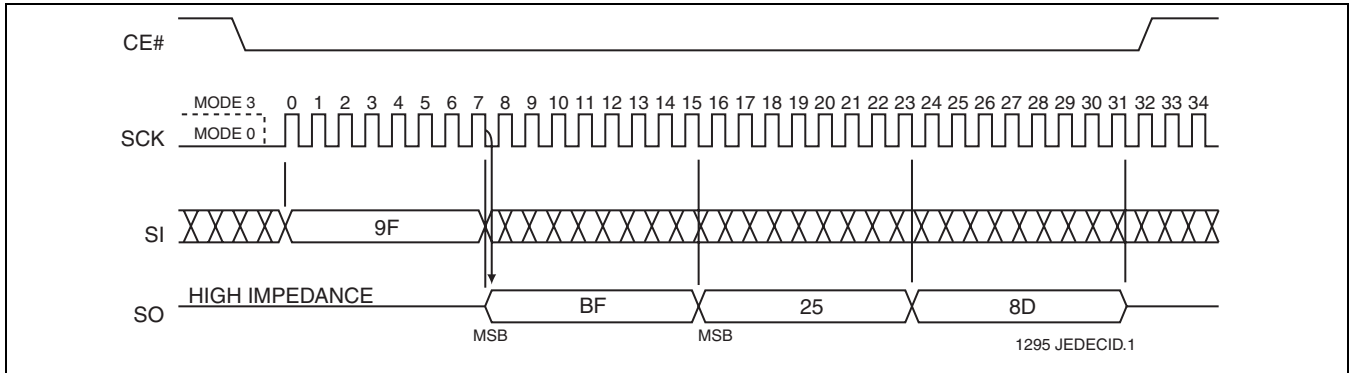 CE#
MODE 3 0 1 2 3 4 5 6 7 8 9 10 11 12 13 14 15 16 17 18 19 20 21 22 23 24 25 26 27 28 29 30 31 32 33 34
SCK MODE 0
SI 9F
HIGH IMPEDANCE
SO BF 25 8D
MSB MSB
1295 JEDECID.1